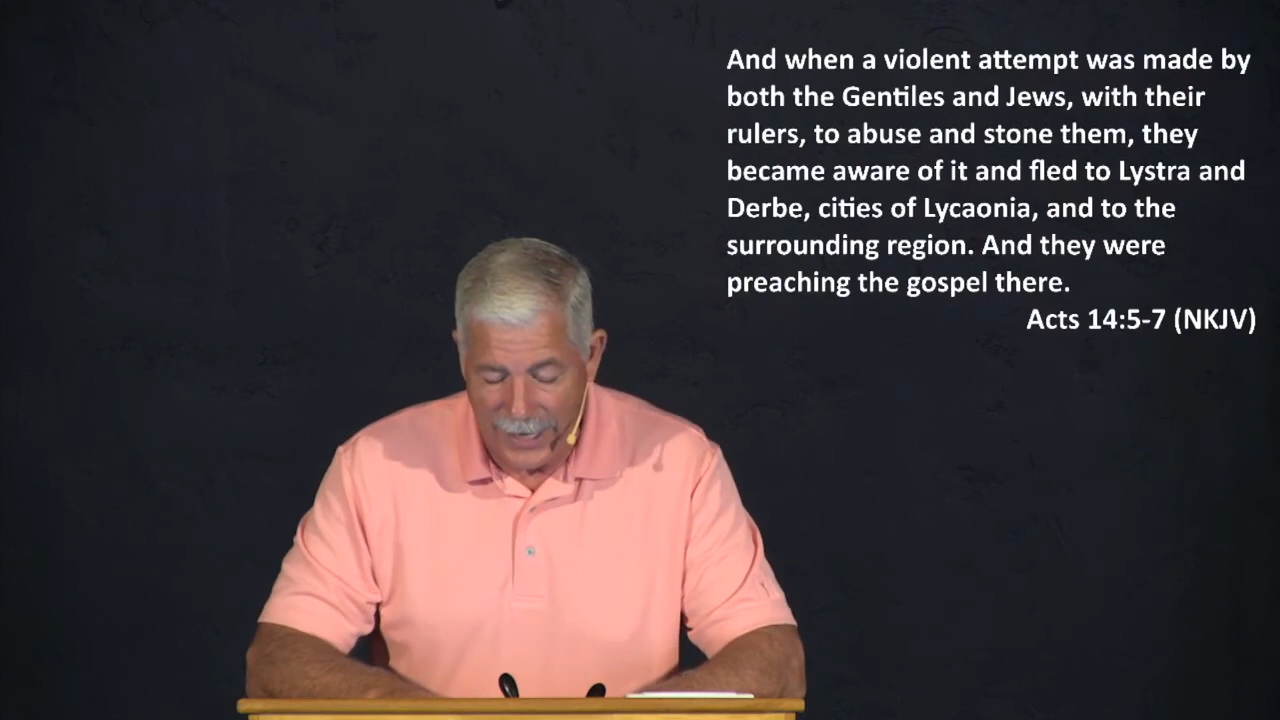 And when a violent attempt was made by
both the Gentiles and Jews, with their
rulers, to abuse and stone them, they
became aware of it and fled to Lystra and
Derbe, cities of Lycaonia, and to the
surrounding region. And they were
preaching the gospel there.
Acts 14:5-7 (NKJV)